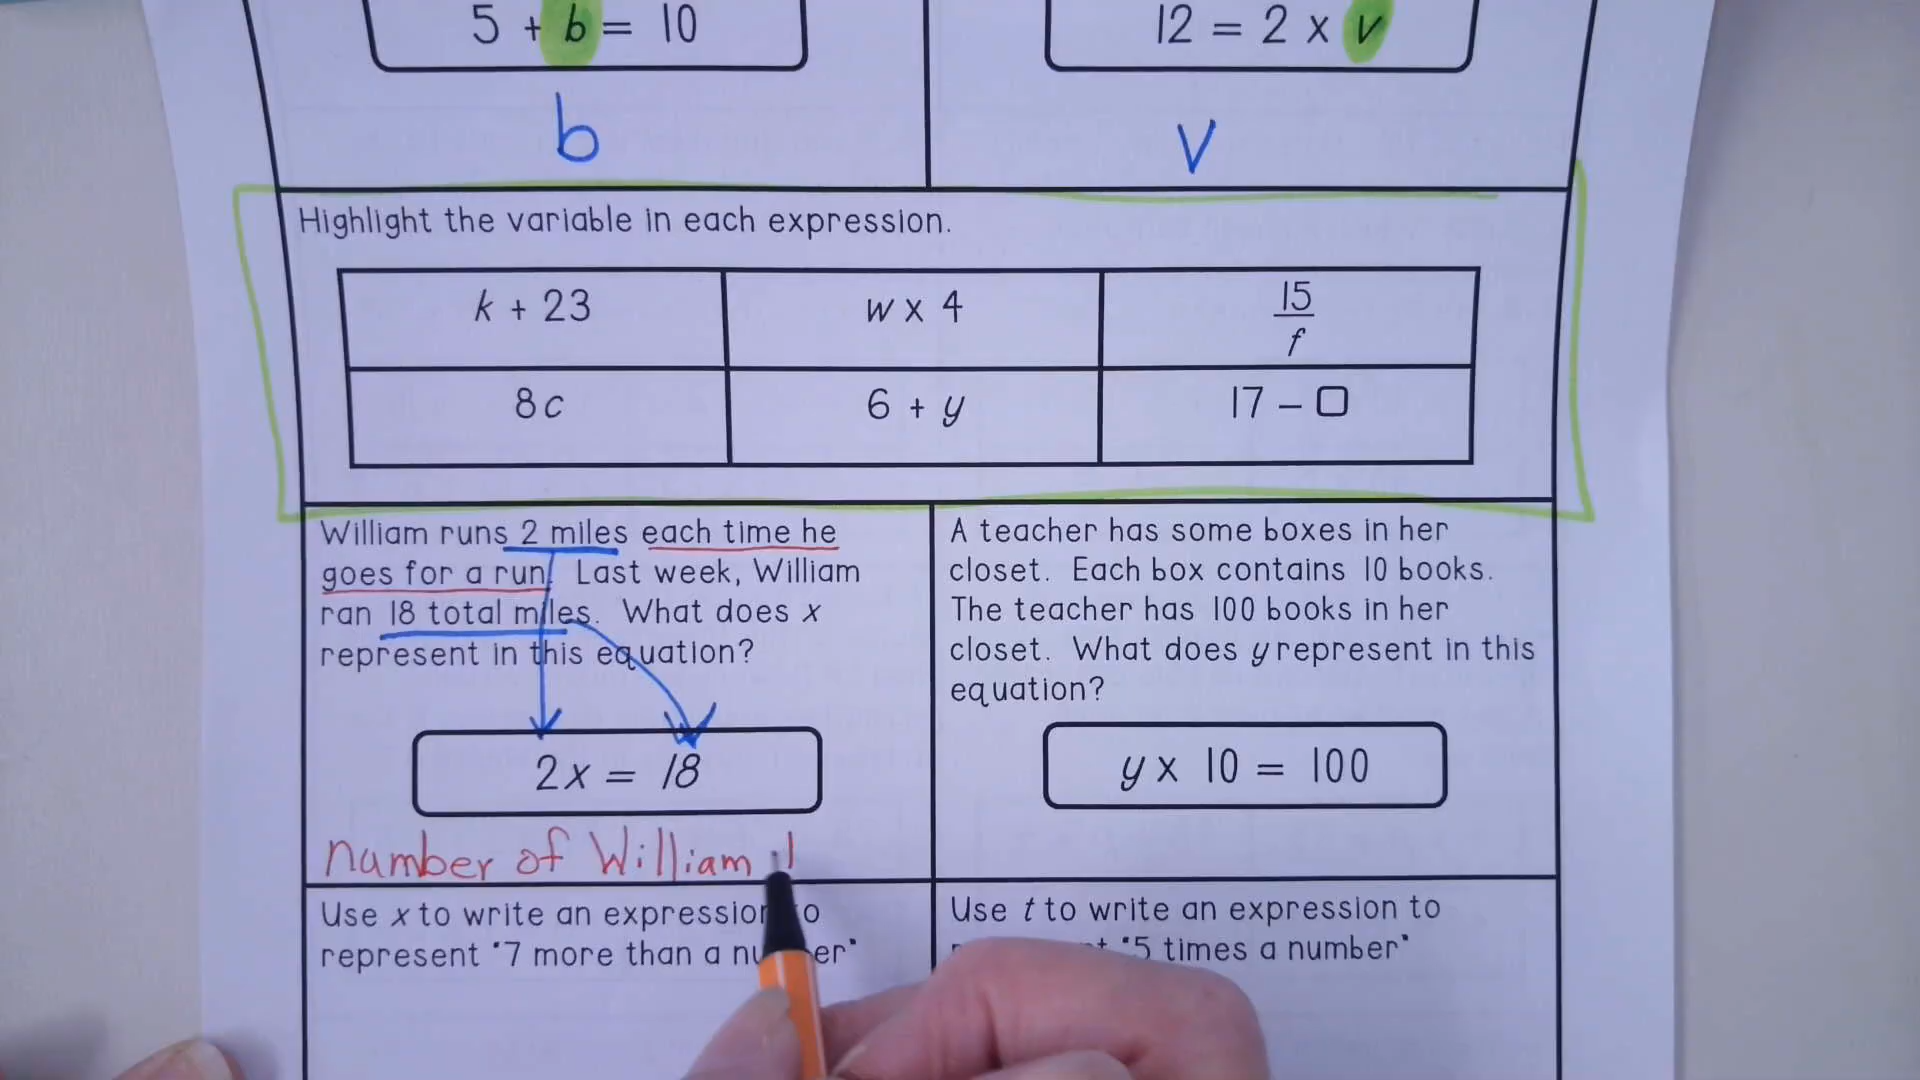 5 + b = 10
12 = 2 x v
b
v
Highlight the variable in each expression.
k + 23
w x 4
15
f
8c
6 + y
17 – □
William runs 2 miles each time he
goes for a run. Last week, William
ran 18 total miles. What does x
represent in this equation?
2x = 18
number of William
A teacher has some boxes in her
closet. Each box contains 10 books.
The teacher has 100 books in her
closet. What does y represent in this
equation?
y x 10 = 100
Use x to write an expression to
represent "7 more than a number"
Use t to write an expression to
"5 times a number"